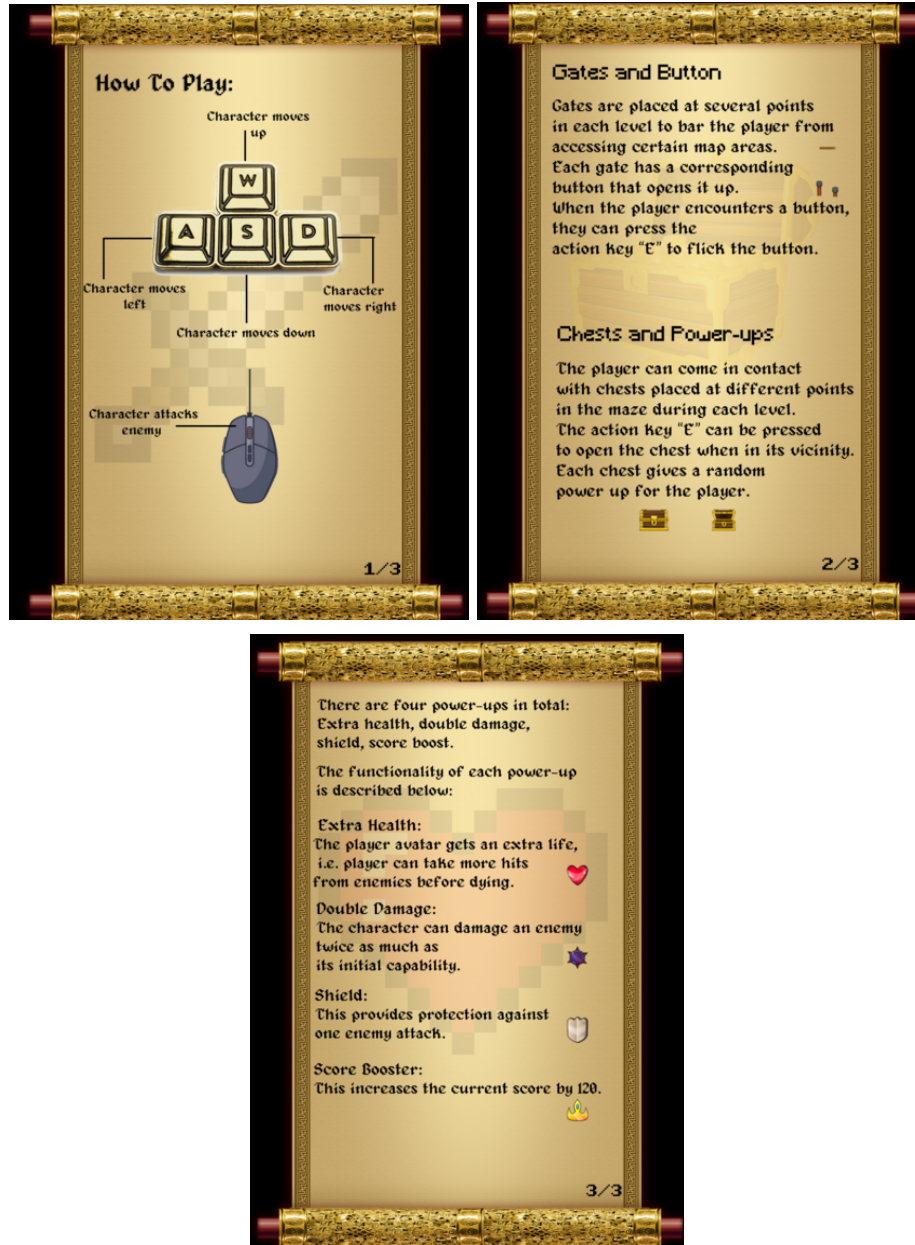 How To Play:
Character moves
up
W
A S D
Character moves
left
Character
moves right
Character moves down
Character attacks
enemy
1/3
Gates and Button
Gates are placed at several points
in each level to bar the player from
accessing certain map areas.
Each gate has a corresponding
button that opens it up.
When the player encounters a button,
they can press the
action key "E" to flick the button.
Chests and Power-ups
The player can come in contact
with chests placed at different points
in the maze during each level.
The action key "E" can be pressed
to open the chest when in its vicinity.
Each chest gives a random
power up for the player.
2/3
There are four power-ups in total:
Extra health, double damage,
shield, score boost.
The functionality of each power-up
is described below:
Extra Health:
The player avatar gets an extra life,
i.e. player can take more hits
from enemies before dying.
Double Damage:
The character can damage an enemy
twice as much as
its initial capability.
Shield:
This provides protection against
one enemy attack.
Score Booster:
This increases the current score by 120.
3/3